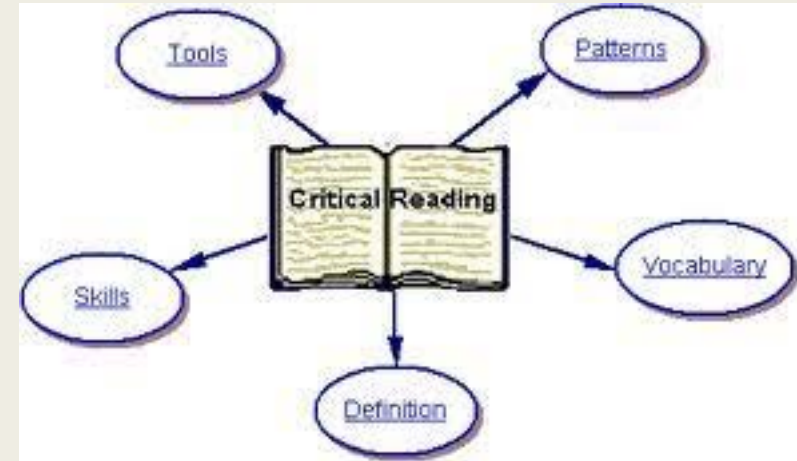 Tools
Patterns
Critical Reading
Skills
Vocabulary
Definition